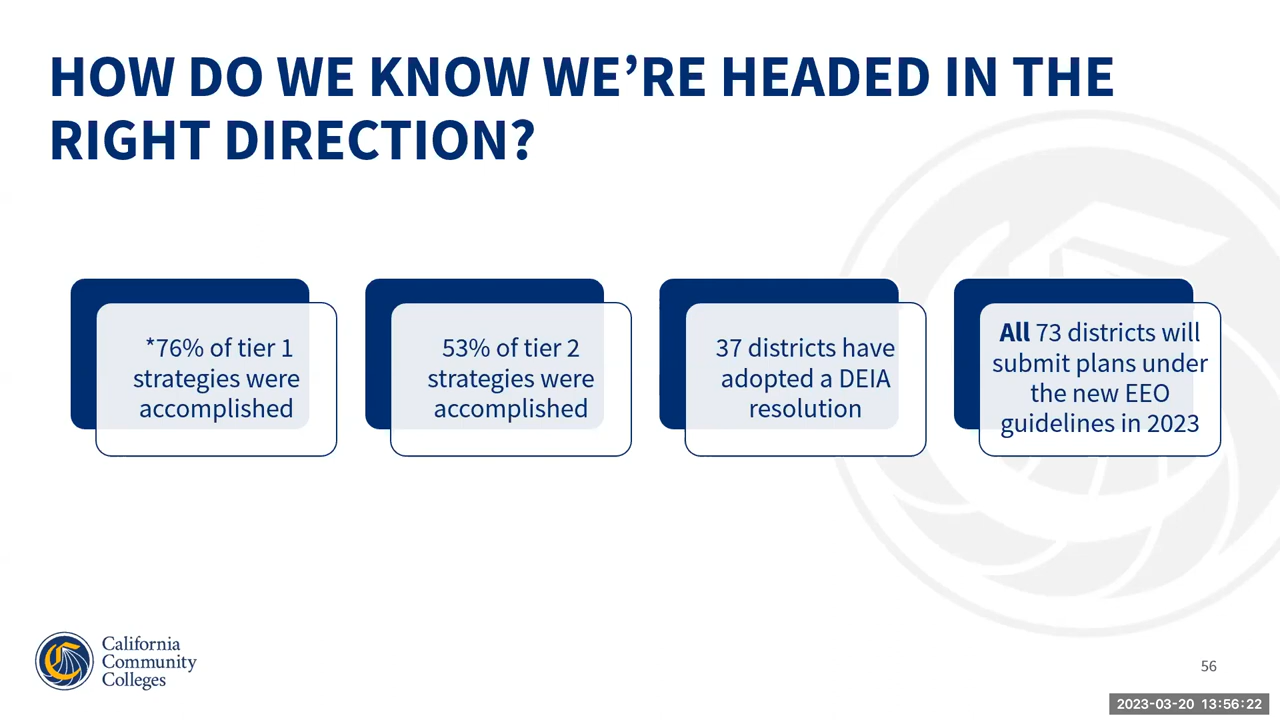 HOW DO WE KNOW WE’RE HEADED IN THE
RIGHT DIRECTION?
*76% of tier 1
strategies were
accomplished
53% of tier 2
strategies were
accomplished
37 districts have
adopted a DEIA
resolution
All 73 districts will
submit plans under
the new EEO
guidelines in 2023
California
Community
Colleges
56
2023-03-20 13:56:22